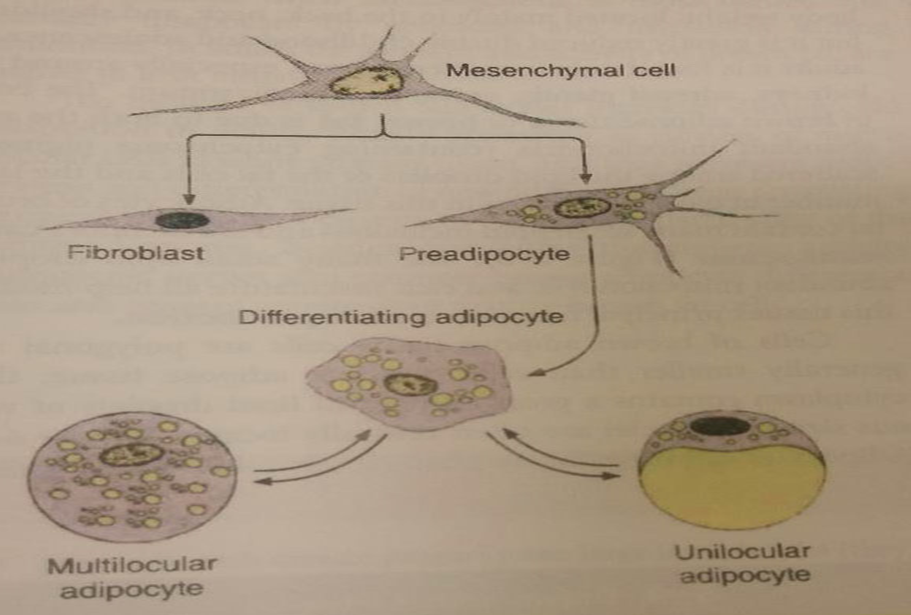 Mesenchymal cell
Fibroblast
Preadipocyte
Differentiating adipocyte
Multilocular
adipocyte
Unilocular
adipocyte